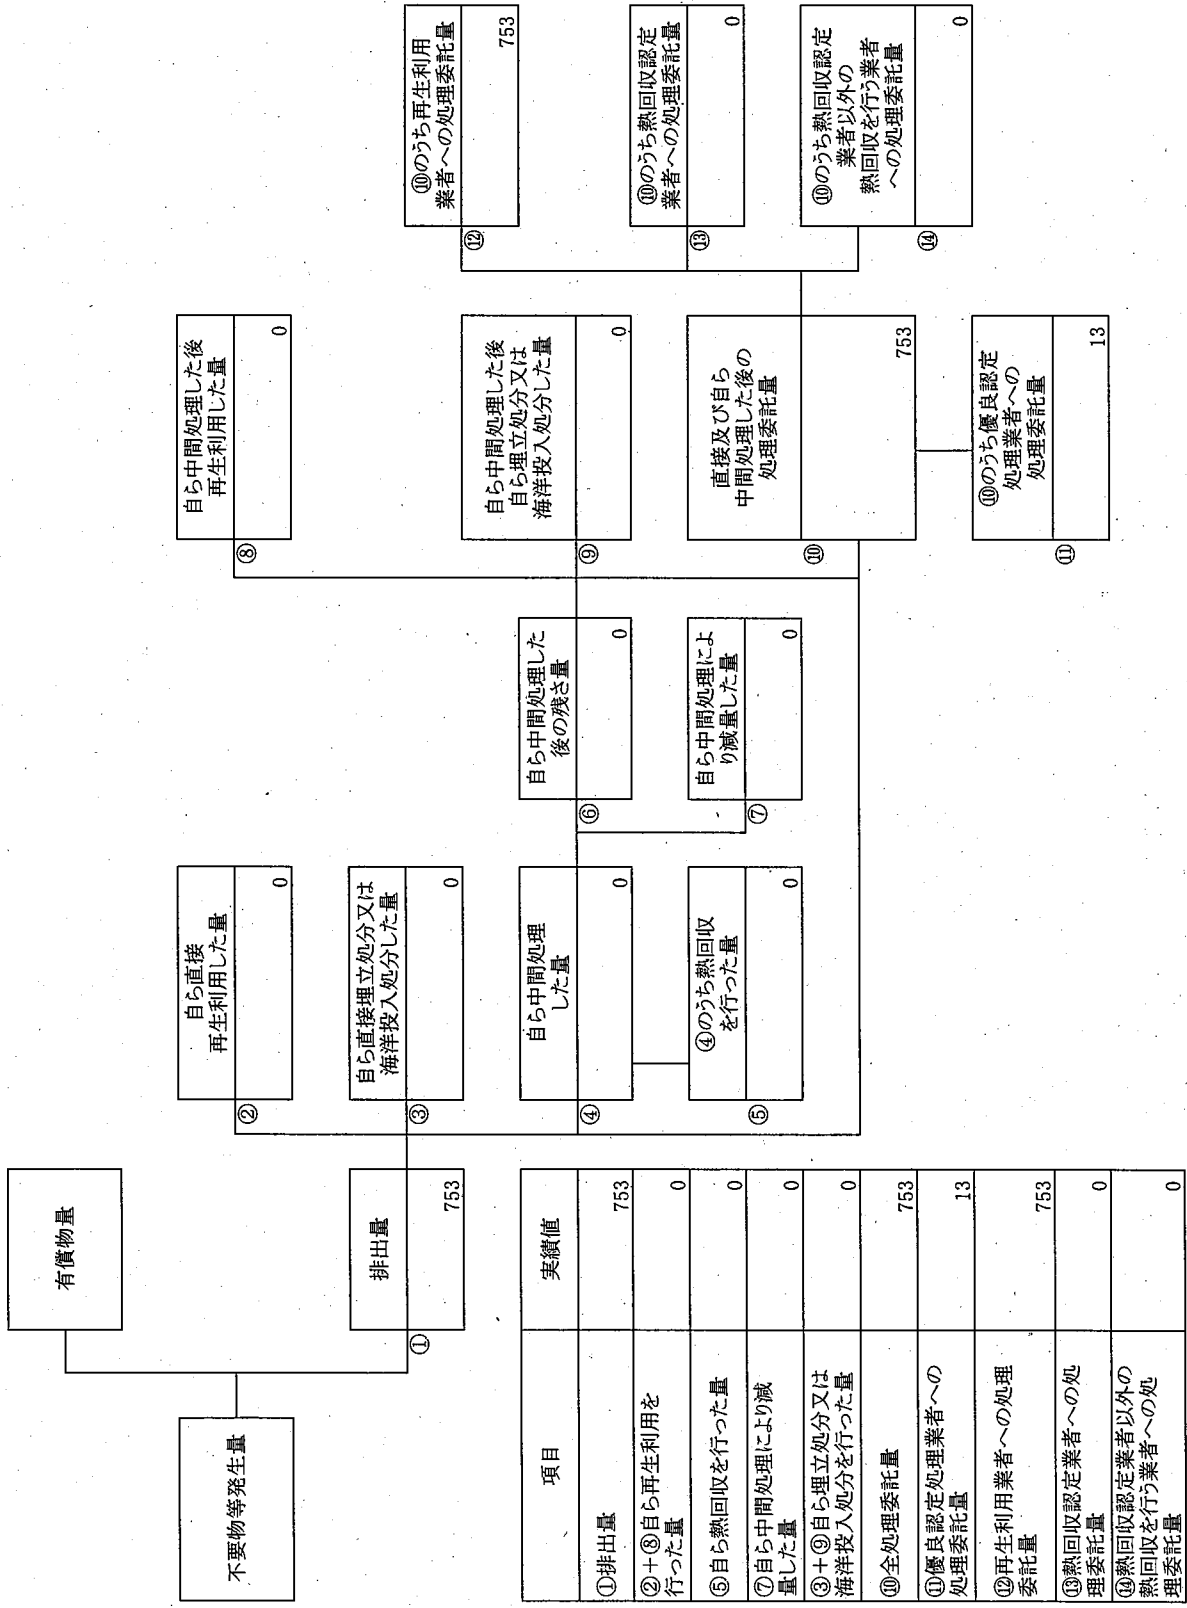 不要物等発生量
有償物量
①
排出量
753
②
自ら直接
再生利用した量
0
③
自ら直接埋立処分又は
海洋投入処分した量
0
④
自ら中間処理
した量
0
⑤
④のうち熱回収
を行った量
0
⑥
自ら中間処理した
後の残さ量
0
⑦
自ら中間処理によ
り減量した量
0
⑧
自ら中間処理した後
再生利用した量
0
⑨
自ら中間処理した後
自ら埋立処分又は
海洋投入処分した量
0
⑩
直接及び自ら
中間処理した後の
処理委託量
753
⑪
⑩のうち優良認定
処理業者への
処理委託量
13
⑫
⑩のうち再生利用
業者への処理委託量
753
⑬
⑩のうち熱回収認定
業者への処理委託量
0
⑭
⑩のうち熱回収認定
業者以外の
熱回収を行う業者
への処理委託量
0
項目 実績値
①排出量 753
②+⑧自ら再生利用を
行った量 0
⑤自ら熱回収を行った量 0
⑦自ら中間処理により減
量した量 0
③+⑨自ら埋立処分又は
海洋投入処分を行った量 0
⑩全処理委託量 753
⑪優良認定処理業者への
処理委託量 13
⑫再生利用業者への処理
委託量 753
⑬熱回収認定業者への処
理委託量 0
⑭熱回収認定業者以外の
熱回収を行う業者への処
理委託量 0